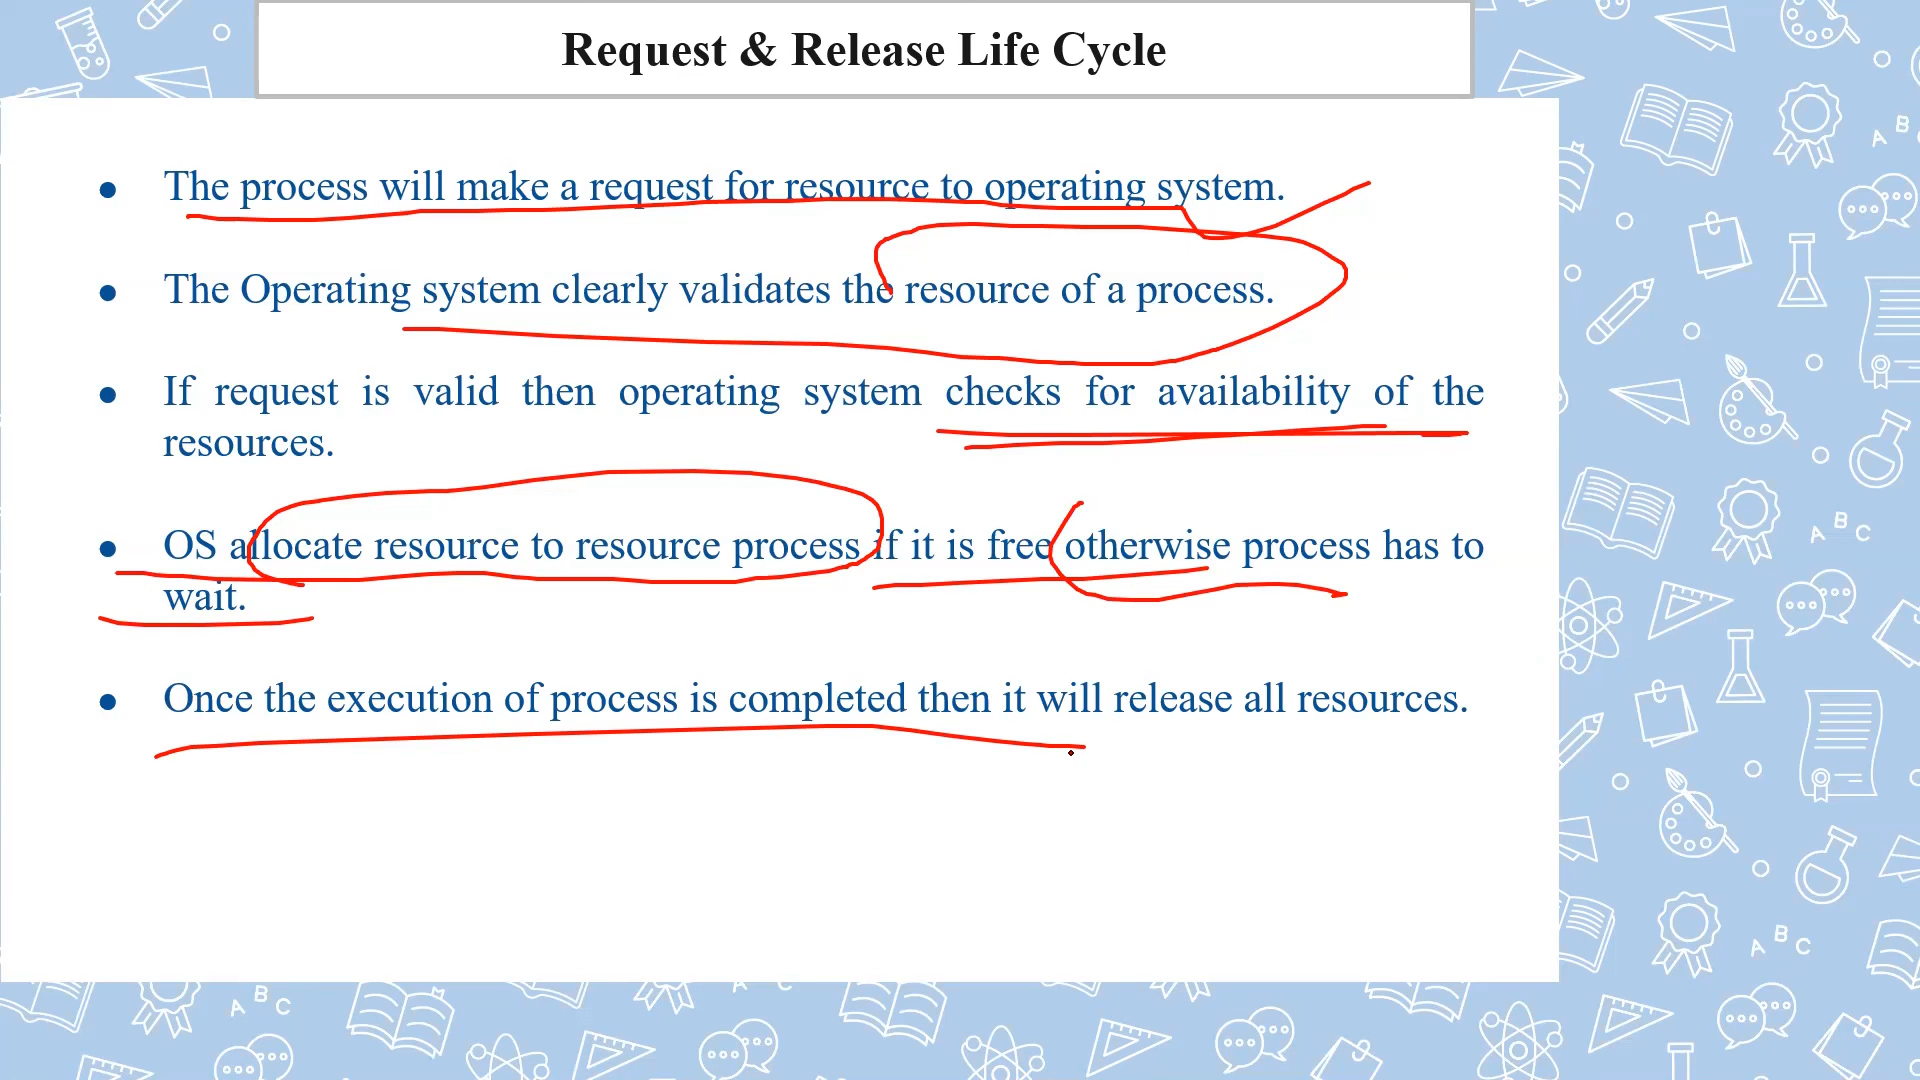 Request & Release Life Cycle
● The process will make a request for resource to operating system.
● The Operating system clearly validates the resource of a process.
● If request is valid then operating system checks for availability of the
resources.
● OS allocate resource to resource process if it is free otherwise process has to
wait.
● Once the execution of process is completed then it will release all resources.